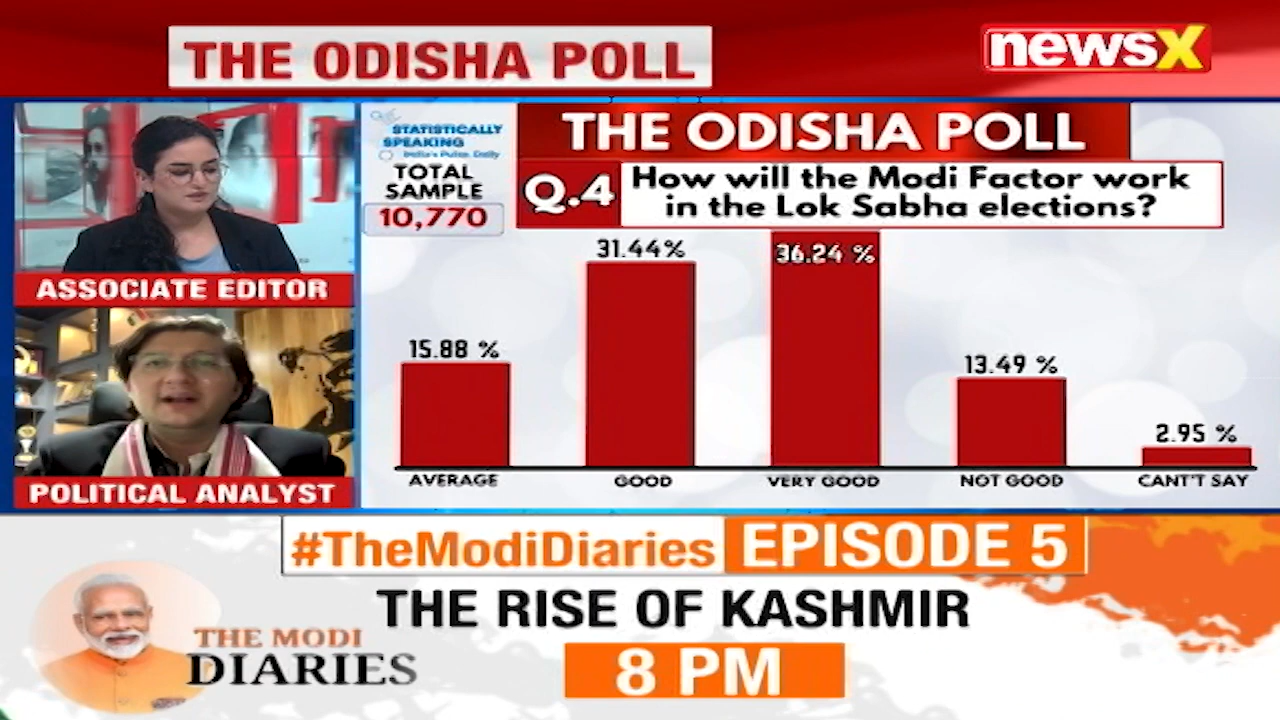 THE ODISHA POLL
newsX
STATISTICALLY
SPEAKING
India's Pulse, Daily
TOTAL
SAMPLE
10,770
THE ODISHA POLL
Q.4
How will the Modi Factor work
in the Lok Sabha elections?
15.88 %
31.44%
36.24 %
13.49 %
2.95 %
AVERAGE
GOOD
VERY GOOD
NOT GOOD
CANT'T SAY
ASSOCIATE EDITOR
POLITICAL ANALYST
#TheModiDiaries
EPISODE 5
THE RISE OF KASHMIR
8 PM
THE MODI
DIARIES